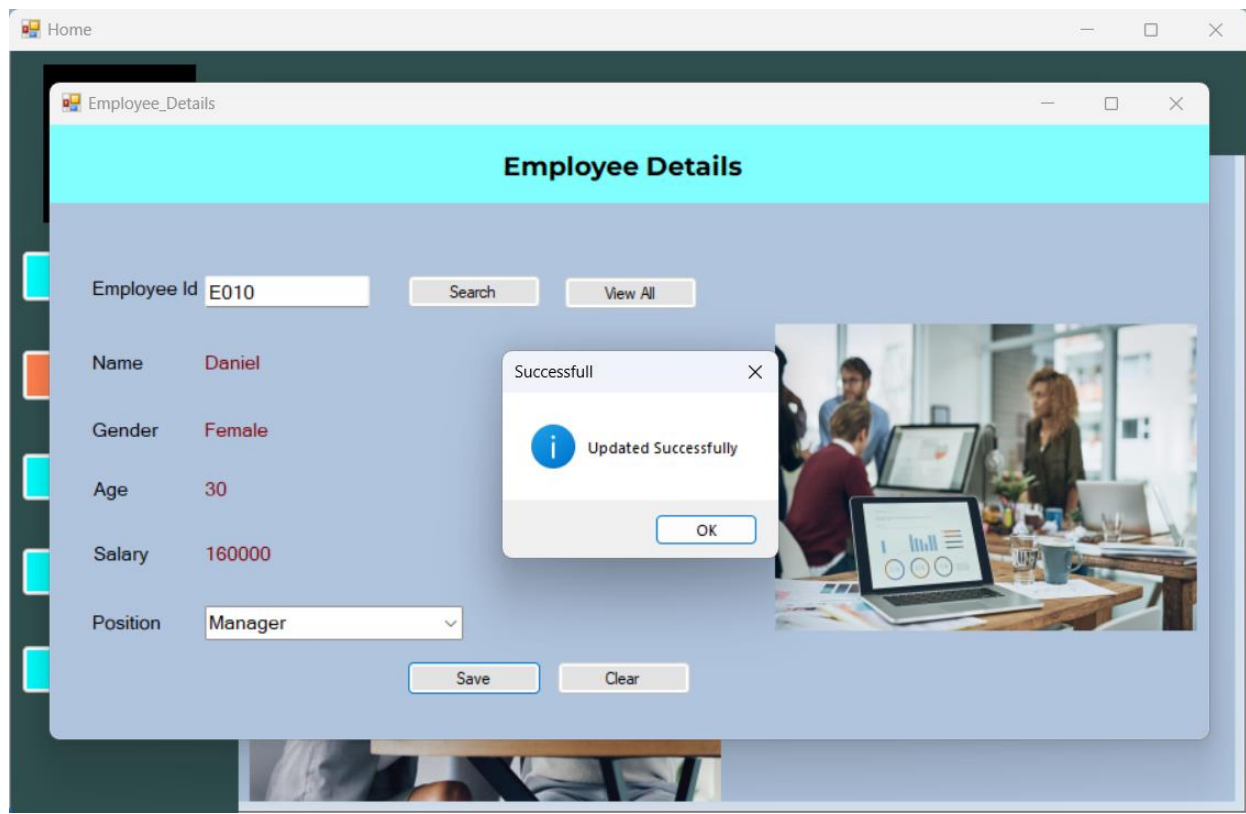 Home
Employee_Details
Employee Details
Employee Id E010 Search View All
Name Daniel
Successfull
Gender Female
Updated Successfully
Age 30
OK
Salary 160000
Position Manager
Save Clear